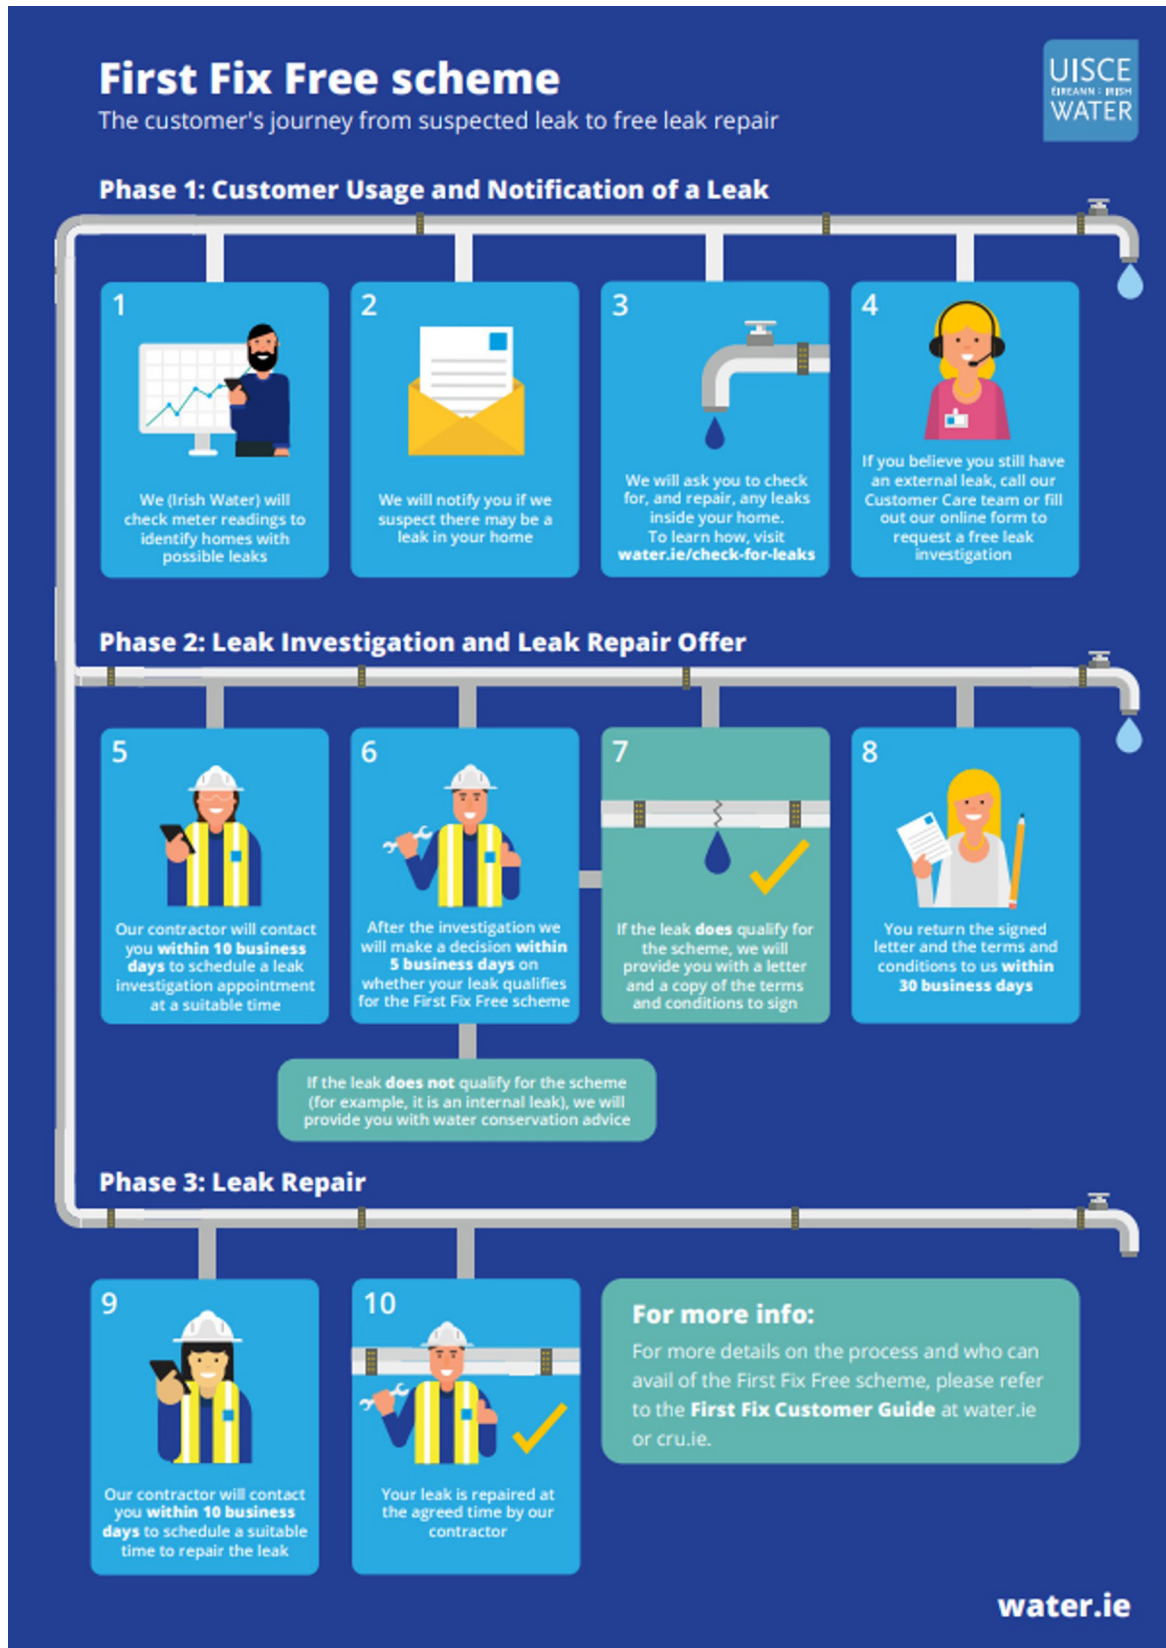 First Fix Free scheme
The customer's journey from suspected leak to free leak repair
UISCE
ÉIREANN : IRISH
WATER
Phase 1: Customer Usage and Notification of a Leak
1
We (Irish Water) will
check meter readings to
identify homes with
possible leaks
2
We will notify you if we
suspect there may be a
leak in your home
3
We will ask you to check
for, and repair, any leaks
inside your home.
To learn how, visit
water.ie/check-for-leaks
4
If you believe you still have
an external leak, call our
Customer Care team or fill
out our online form to
request a free leak
investigation
Phase 2: Leak Investigation and Leak Repair Offer
5
Our contractor will contact
you within 10 business
days to schedule a leak
investigation appointment
at a suitable time
6
After the investigation we
will make a decision within
5 business days on
whether your leak qualifies
for the First Fix Free scheme
7
If the leak does qualify for
the scheme, we will
provide you with a letter
and a copy of the terms
and conditions to sign
8
You return the signed
letter and the terms and
conditions to us within
30 business days
If the leak does not qualify for the scheme
(for example, it is an internal leak), we will
provide you with water conservation advice
Phase 3: Leak Repair
9
Our contractor will contact
you within 10 business
days to schedule a suitable
time to repair the leak
10
Your leak is repaired at
the agreed time by our
contractor
For more info:
For more details on the process and who can
avail of the First Fix Free scheme, please refer
to the First Fix Customer Guide at water.ie
or cru.ie.
water.ie